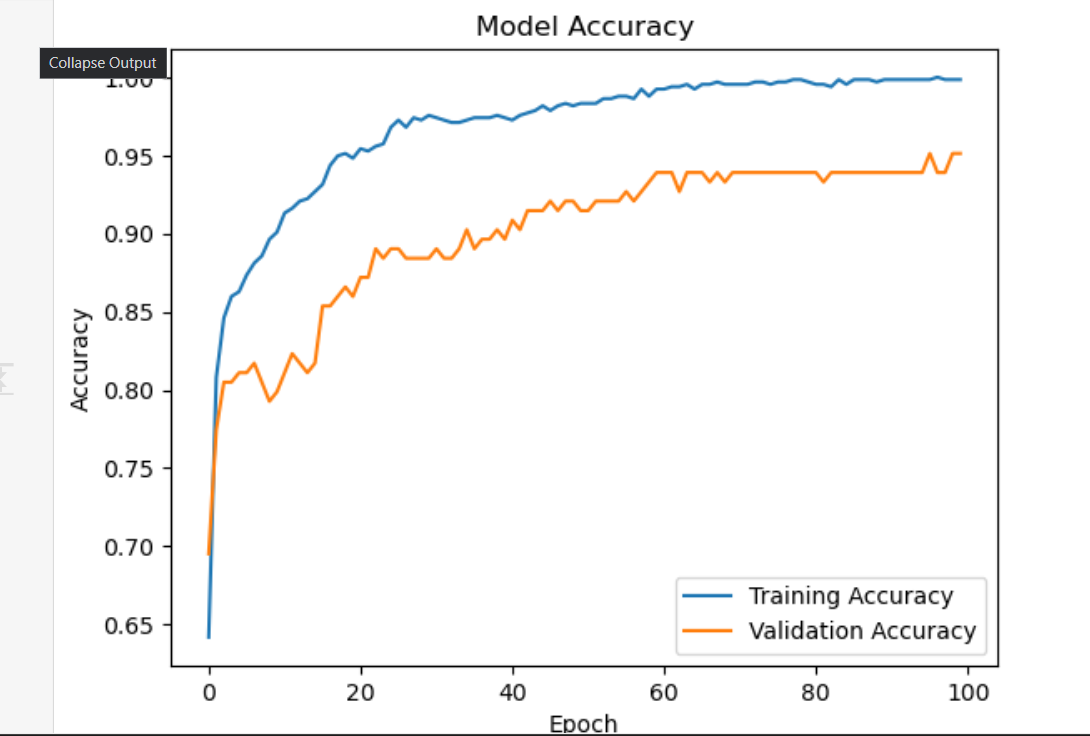 Model Accuracy
Collapse Output
1.00
0.95
0.90
0.85
0.80
0.75
0.70
0.65
Accuracy
Training Accuracy
Validation Accuracy
0 20 40 60 80 100
Epoch